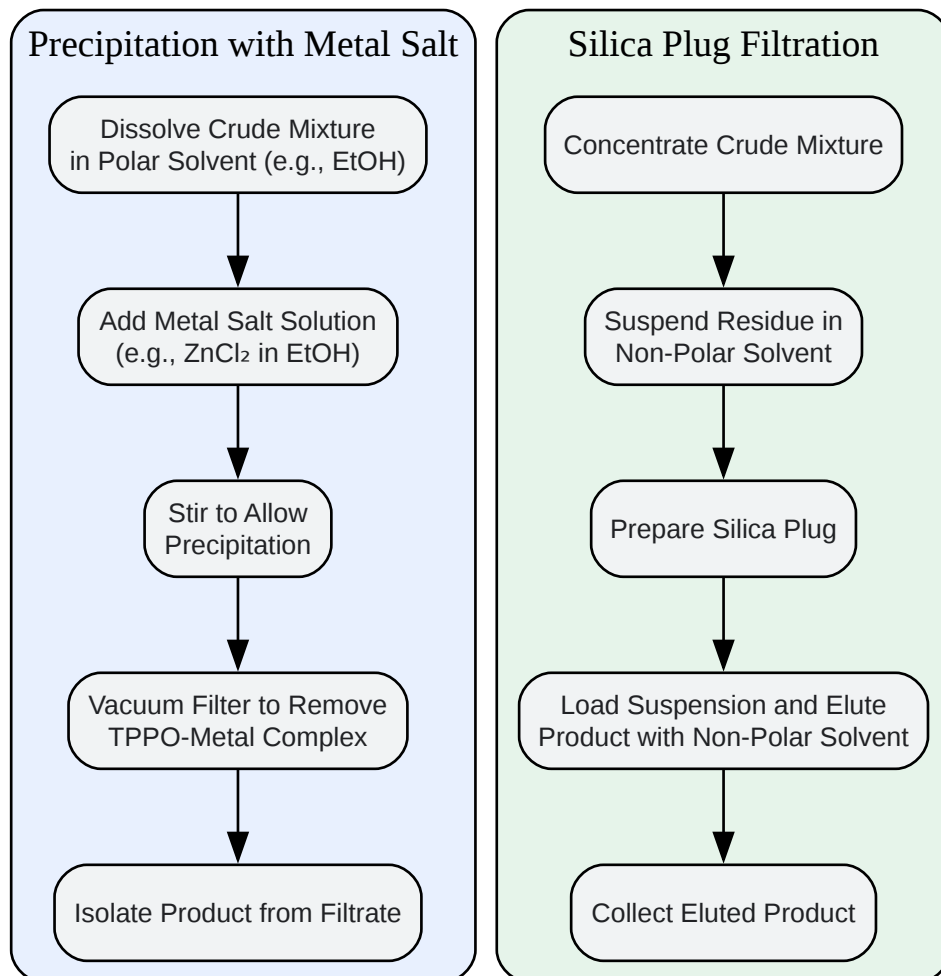 Precipitation with Metal Salt
Dissolve Crude Mixture
in Polar Solvent (e.g., EtOH)
Add Metal Salt Solution
(e.g., ZnCl₂ in EtOH)
Stir to Allow
Precipitation
Vacuum Filter to Remove
TPPO-Metal Complex
Isolate Product from Filtrate
Silica Plug Filtration
Concentrate Crude Mixture
Suspend Residue in
Non-Polar Solvent
Prepare Silica Plug
Load Suspension and Elute
Product with Non-Polar Solvent
Collect Eluted Product